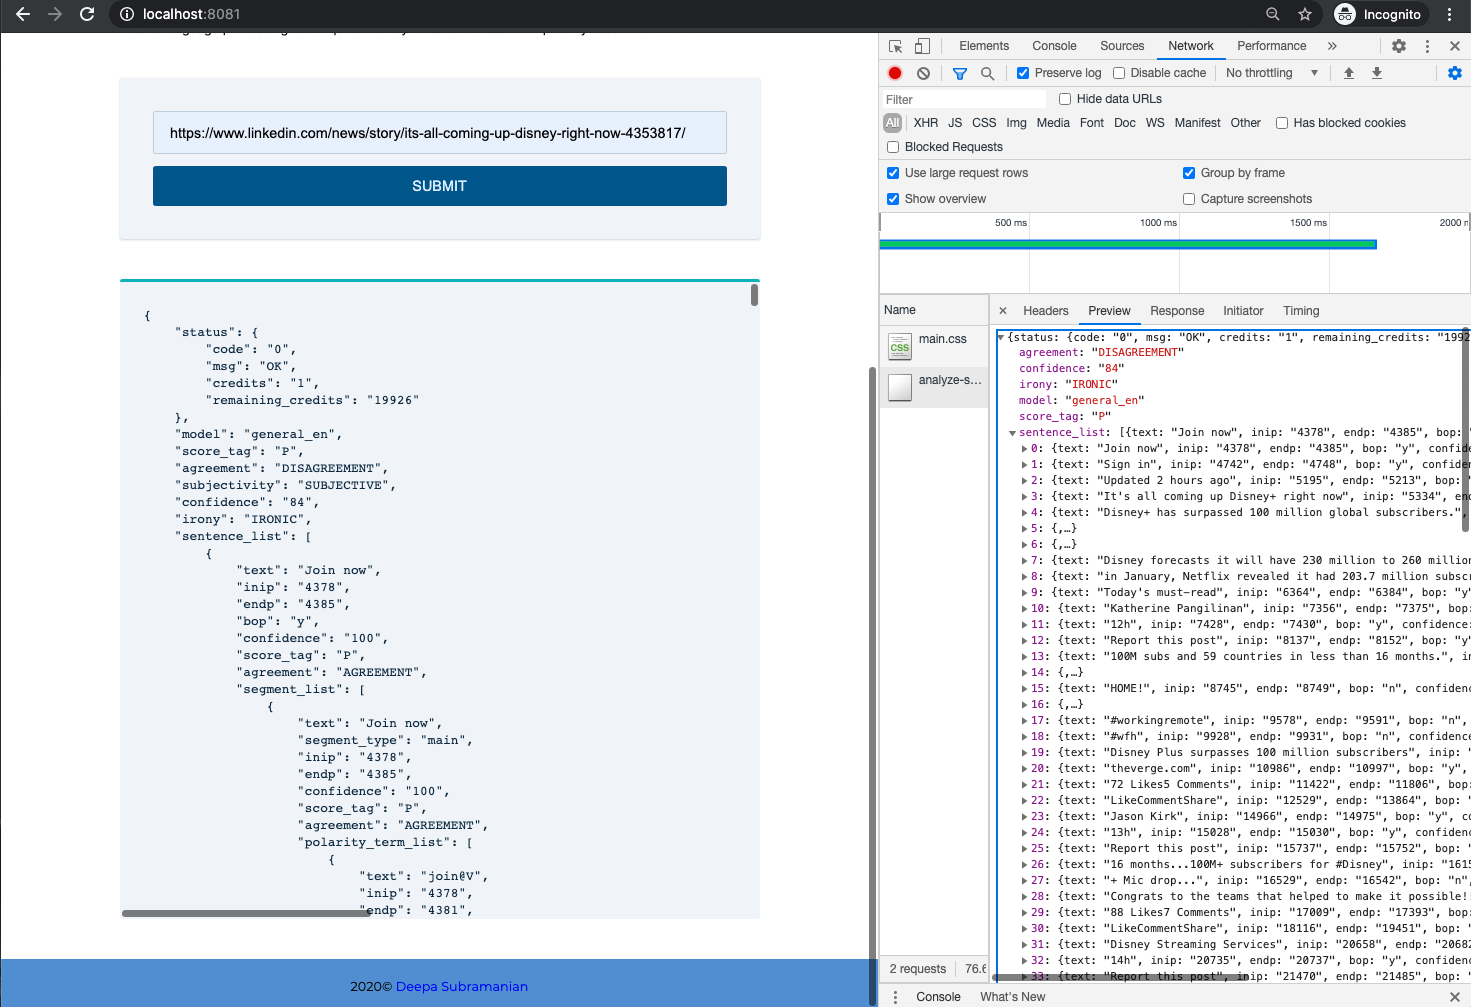 localhost:8081
Incognito
https://www.linkedin.com/news/story/its-all-coming-up-disney-right-now-4353817/
SUBMIT
{
"status": {
"code": "0",
"msg": "OK",
"credits": "1",
"remaining_credits": "19926"
},
"model": "general_en",
"score_tag": "P",
"agreement": "DISAGREEMENT",
"subjectivity": "SUBJECTIVE",
"confidence": "84",
"irony": "IRONIC",
"sentence_list": [
{
"text": "Join now",
"inip": "4378",
"endp": "4385",
"bop": "y",
"confidence": "100",
"score_tag": "P",
"agreement": "AGREEMENT",
"segment_list": [
{
"text": "Join now",
"segment_type": "main",
"inip": "4378",
"endp": "4385",
"confidence": "100",
"score_tag": "P",
"agreement": "AGREEMENT",
"polarity_term_list": [
{
"text": "join@V",
"inip": "4378",
"endp": "4381",
2020© Deepa Subramanian
Elements Console Sources Network Performance »
Preserve log Disable cache No throttling
Filter Hide data URLs
All XHR JS CSS Img Media Font Doc WS Manifest Other Has blocked cookies
Blocked Requests
Use large request rows Group by frame
Show overview Capture screenshots
500 ms 1000 ms 1500 ms 2000
Name
CSS main.css
analyze-s...
2 requests 76.6
× Headers Preview Response Initiator Timing
{status: {code: "0", msg: "OK", credits: "1", remaining_credits: "1992
agreement: "DISAGREEMENT"
confidence: "84"
irony: "IRONIC"
model: "general_en"
score_tag: "P"
sentence_list: [{text: "Join now", inip: "4378", endp: "4385", bop: "
0: {text: "Join now", inip: "4378", endp: "4385", bop: "y", confid
1: {text: "Sign in", inip: "4742", endp: "4748", bop: "y", confiden
2: {text: "Updated 2 hours ago", inip: "5195", endp: "5213", bop: "
3: {text: "It's all coming up Disney+ right now", inip: "5334", en
4: {text: "Disney+ has surpassed 100 million global subscribers.",
5: {,…}
6: {,…}
7: {text: "Disney forecasts it will have 230 million to 260 million
8: {text: "in January, Netflix revealed it had 203.7 million subsc
9: {text: "Today's must-read", inip: "6364", endp: "6384", bop: "y"
10: {text: "Katherine Pangilinan", inip: "7356", endp: "7375", bop:
11: {text: "12h", inip: "7428", endp: "7430", bop: "y", confidence:
12: {text: "Report this post", inip: "8137", endp: "8152", bop: "y"
13: {text: "100M subs and 59 countries in less than 16 months.", in
14: {,…}
15: {text: "HOME!", inip: "8745", endp: "8749", bop: "n", confidenc
16: {,…}
17: {text: "#workingremote", inip: "9578", endp: "9591", bop: "n",
18: {text: "#wfh", inip: "9928", endp: "9931", bop: "n", confidence
19: {text: "Disney Plus surpasses 100 million subscribers", inip: "
20: {text: "theverge.com", inip: "10986", endp: "10997", bop: "y",
21: {text: "72 Likes5 Comments", inip: "11422", endp: "11806", bop:
22: {text: "LikeCommentShare", inip: "12529", endp: "13864", bop: "
23: {text: "Jason Kirk", inip: "14966", endp: "14975", bop: "y", co
24: {text: "13h", inip: "15028", endp: "15030", bop: "y", confidenc
25: {text: "Report this post", inip: "15737", endp: "15752", bop: "
26: {text: "16 months...100M+ subscribers for #Disney", inip: "1615
27: {text: "+ Mic drop...", inip: "16529", endp: "16542", bop: "n",
28: {text: "Congrats to the teams that helped to make it possible!
29: {text: "88 Likes7 Comments", inip: "17009", endp: "17393", bop:
30: {text: "LikeCommentShare", inip: "18116", endp: "19451", bop: "
31: {text: "Disney Streaming Services", inip: "20658", endp: "20682
32: {text: "14h", inip: "20735", endp: "20737", bop: "y", confidenc
33: {text: "Report this post", inip: "21470", endp: "21485", bop: "
Console What's New